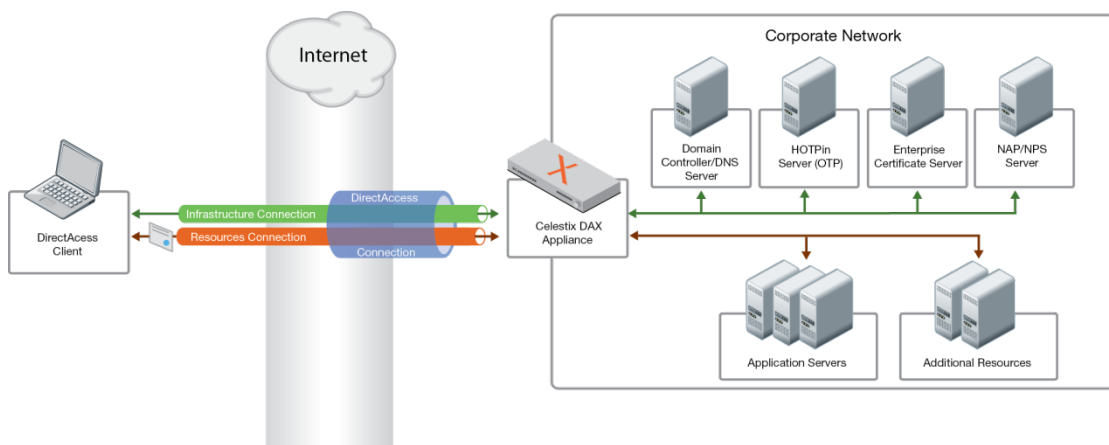 Internet
Corporate Network
Domain
Controller/DNS
Server
HOTPin
Server (OTP)
Enterprise
Certificate Server
NAP/NPS
Server
DirectAccess
Infrastructure Connection
Resources Connection
Connection
DirectAcess
Client
Celestix DAX
Appliance
Application Servers
Additional Resources